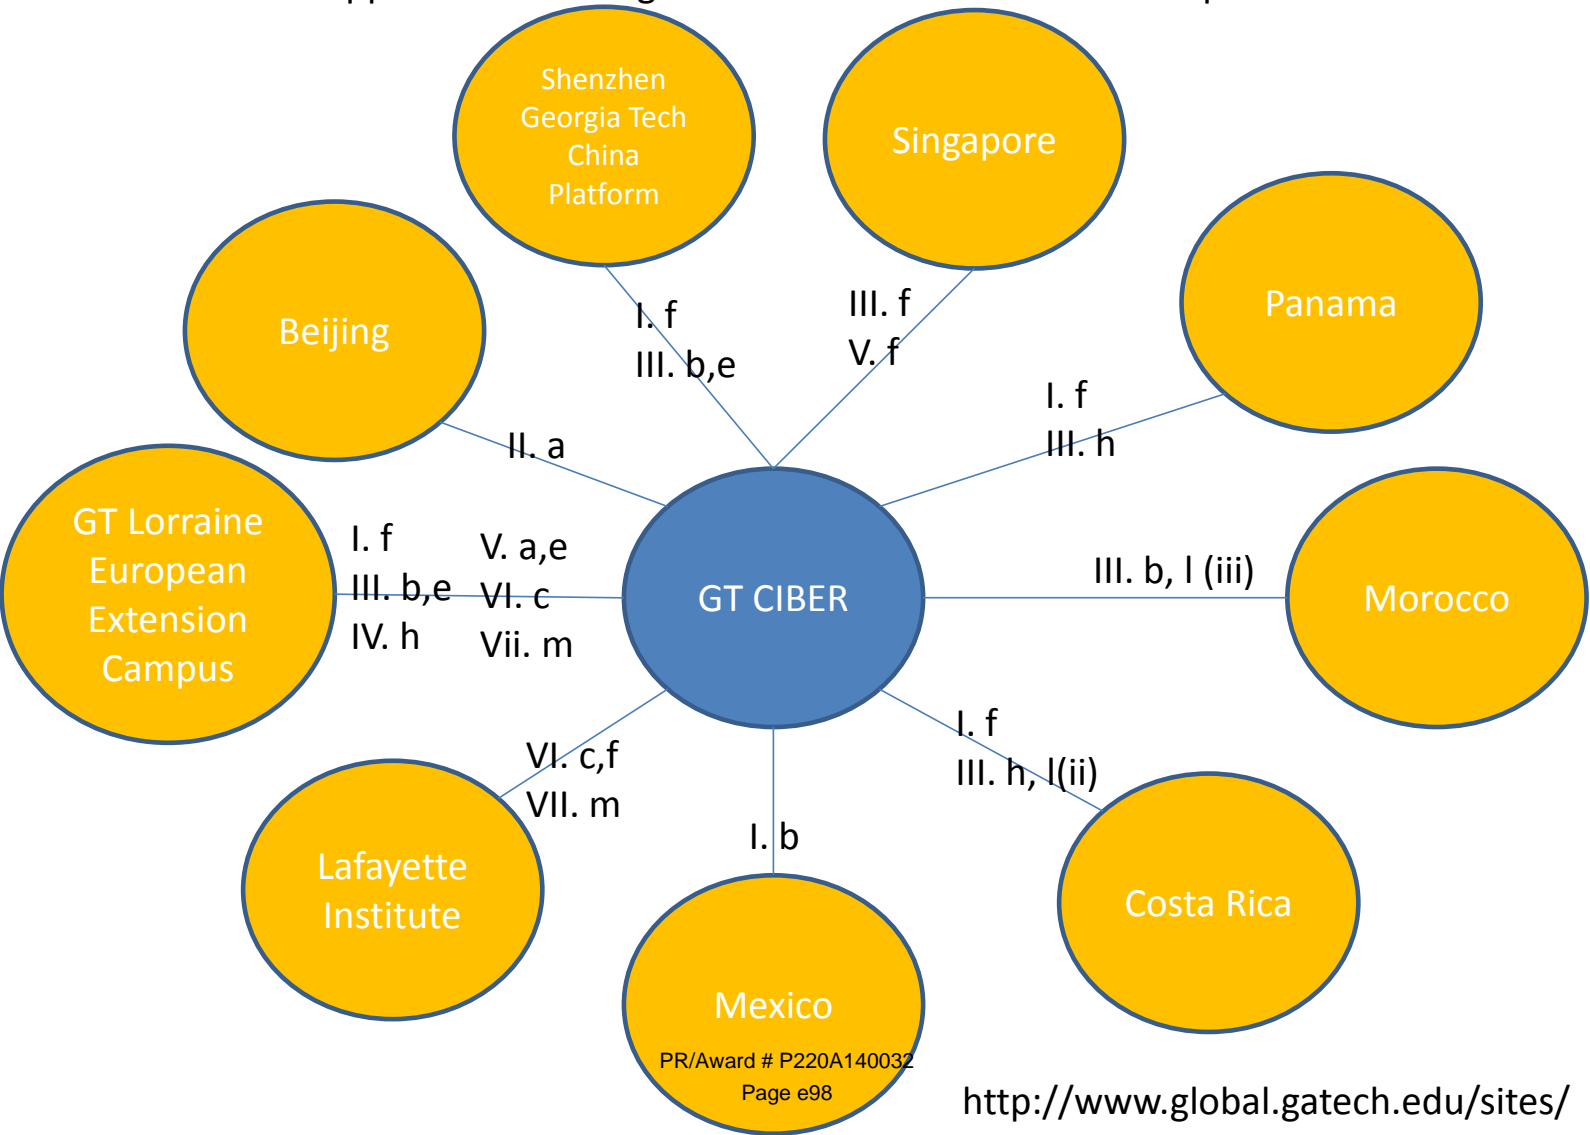 Shenzhen
Georgia Tech
China
Platform
Singapore
Beijing
Panama
I. f
III. b,e
III. f
V. f
I. f
III. h
II. a
GT Lorraine
European
Extension
Campus
I. f
III. b,e
IV. h
V. a,e
VI. c
Vii. m
GT CIBER
III. b, l (iii)
Morocco
VI. c,f
VII. m
I. b
I. f
III. h, l(ii)
Lafayette
Institute
Mexico
Costa Rica
PR/Award # P220A140032
Page e98
http://www.global.gatech.edu/sites/